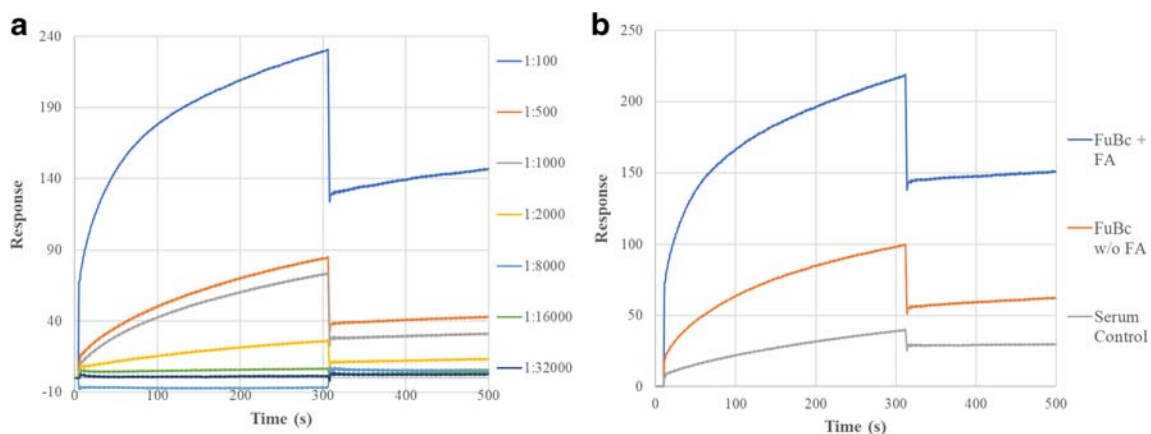 a
240
190
140
90
40
-10
Response
0
100
200
300
400
500
Time (s)
1:100
1:500
1:1000
1:2000
1:8000
1:16000
1:32000
b
250
200
150
100
50
0
Response
0
100
200
300
400
500
Time (s)
FuBc +
FA
FuBc
w/o FA
Serum
Control